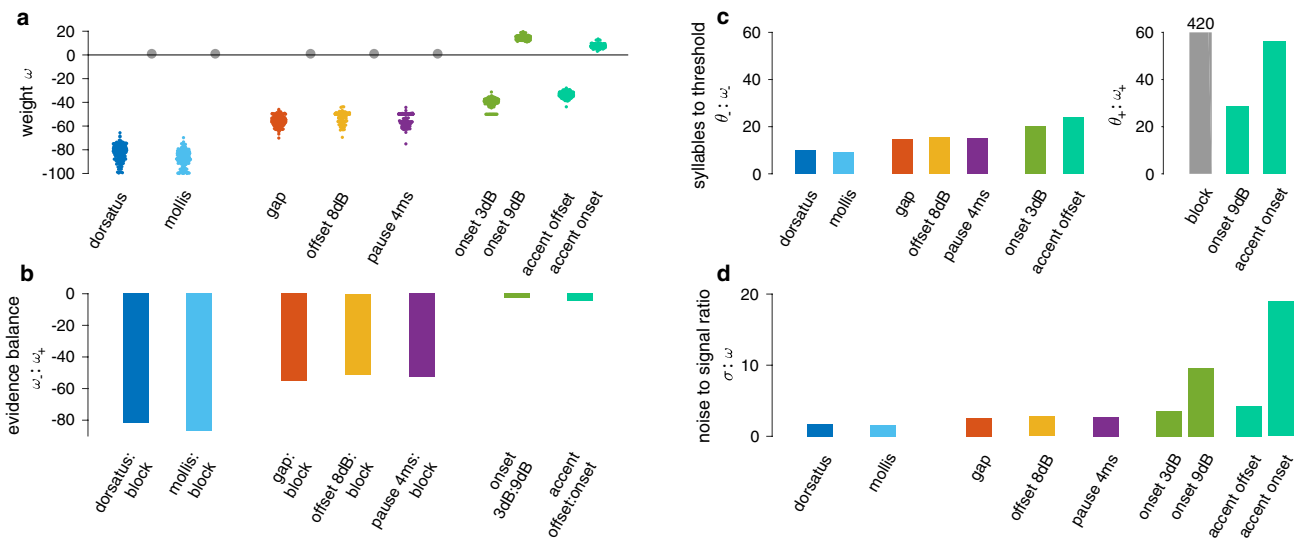 a
weight ω
20
0
-20
-40
-60
-80
-100
dorsatus
mollis
gap
offset 8dB
pause 4ms
onset 3dB
onset 9dB
accent offset
accent onset
b
evidence balance
ω-: ω+
0
-20
-40
-60
-80
dorsatus:
block
mollis:
block
gap:
block
offset 8dB:
block
pause 4ms:
block
onset
3dB:9dB
accent
offset:onset
c
syllables to threshold
θ-: ω-
60
40
20
0
dorsatus
mollis
gap
offset 8dB
pause 4ms
onset 3dB
accent offset
θ+: ω+
420
60
40
20
0
block
onset 9dB
accent onset
d
noise to signal ratio
σ: ω
20
10
0
dorsatus
mollis
gap
offset 8dB
pause 4ms
onset 3dB
onset 9dB
accent offset
accent onset